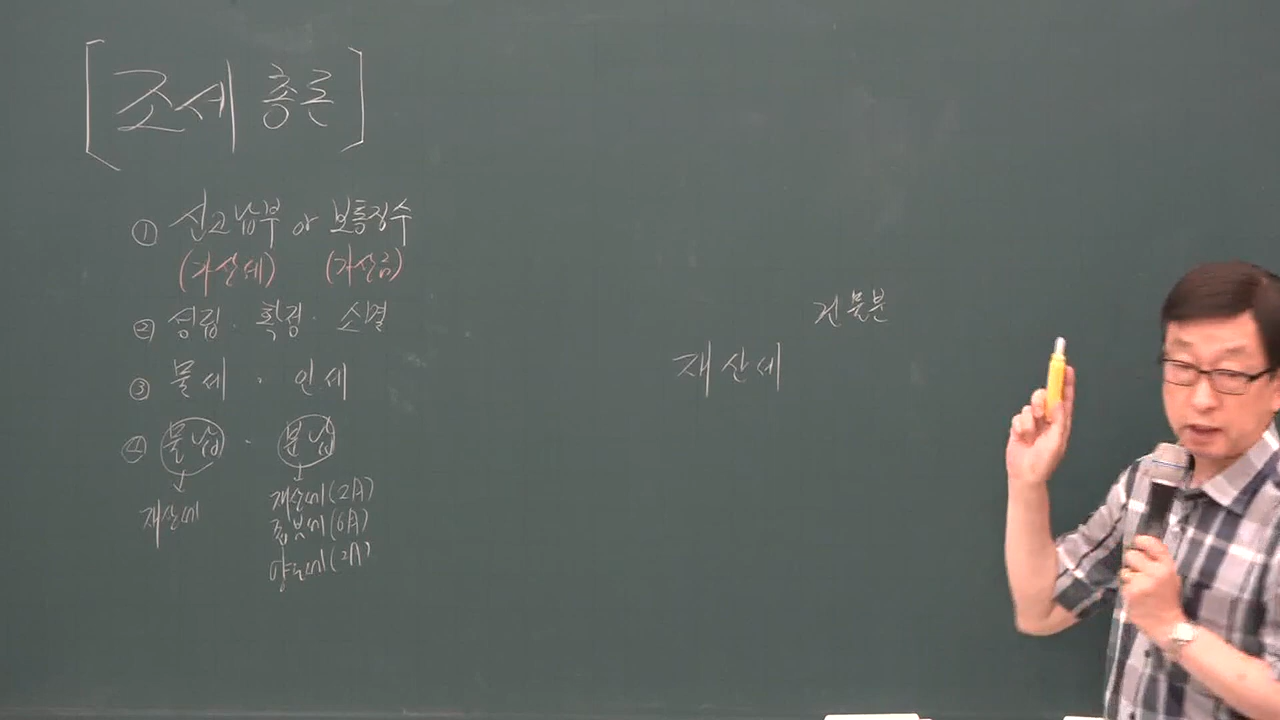 [조세 총론]
① 신고납부 or 보통징수
(가산세) (가산금)
② 성립 · 확정 · 소멸
③ 물세 · 인세
④ 물납 · 분납
재산세
재산세(2月)
종부세(6月)
양도세(2月)
건물분
재산세